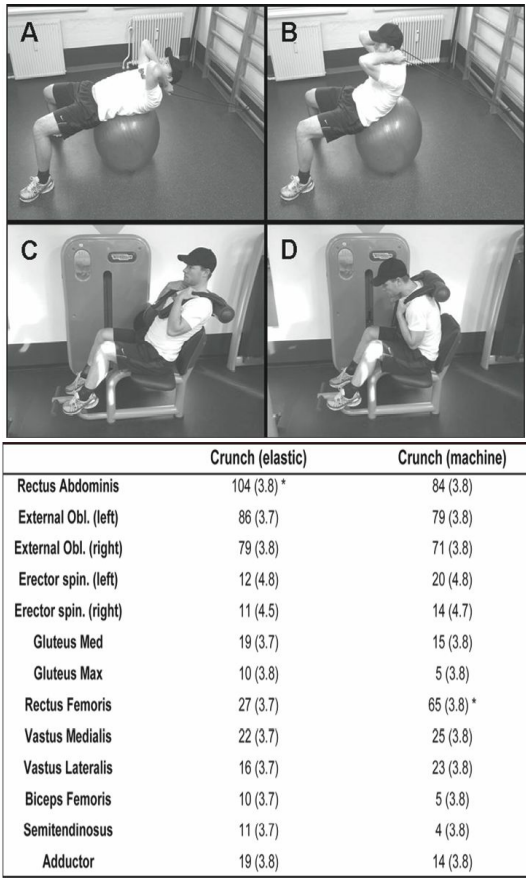 A
B
C
D
Crunch (elastic) Crunch (machine)
Rectus Abdominis 104 (3.8) * 84 (3.8)
External Obl. (left) 86 (3.7) 79 (3.8)
External Obl. (right) 79 (3.8) 71 (3.8)
Erector spin. (left) 12 (4.8) 20 (4.8)
Erector spin. (right) 11 (4.5) 14 (4.7)
Gluteus Med 19 (3.7) 15 (3.8)
Gluteus Max 10 (3.8) 5 (3.8)
Rectus Femoris 27 (3.7) 65 (3.8) *
Vastus Medialis 22 (3.7) 25 (3.8)
Vastus Lateralis 16 (3.7) 23 (3.8)
Biceps Femoris 10 (3.7) 5 (3.8)
Semitendinosus 11 (3.7) 4 (3.8)
Adductor 19 (3.8) 14 (3.8)